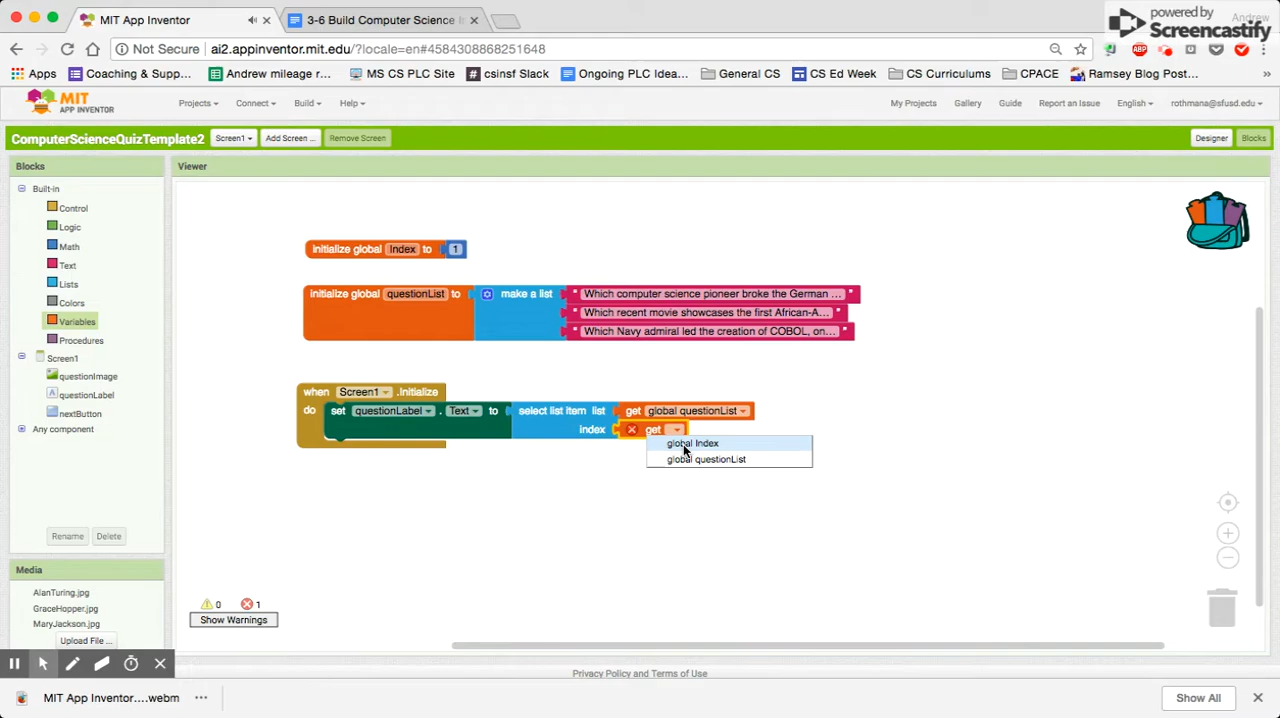 MIT App Inventor
3-6 Build Computer Science
Andrew
powered by
Screencastify
Not Secure
ai2.appinventor.mit.edu/?locale=en#4584308868251648
ABP
Apps
Coaching & Supp...
Andrew mileage r...
MS CS PLC Site
csinsf Slack
Ongoing PLC Idea...
General CS
CS Ed Week
CS Curriculums
CPACE
Ramsey Blog Post...
»
MIT
APP INVENTOR
Projects
Connect
Build
Help
My Projects
Gallery
Guide
Report an Issue
English
rothmana@sfusd.edu
ComputerScienceQuizTemplate2
Screen1
Add Screen ...
Remove Screen
Designer
Blocks
Blocks
Viewer
Built-in
Control
Logic
Math
Text
Lists
Colors
Variables
Procedures
Screen1
questionImage
A questionLabel
nextButton
Any component
Rename
Delete
Media
AlanTuring.jpg
GraceHopper.jpg
MaryJackson.jpg
Upload File ...
initialize global Index to 1
initialize global questionList to make a list " Which computer science pioneer broke the German ... "
" Which recent movie showcases the first African-A... "
" Which Navy admiral led the creation of COBOL, on... "
when Screen1 .Initialize
do set questionLabel . Text to select list item list get global questionList
index get
global Index
global questionList
0 1
Show Warnings
Privacy Policy and Terms of Use
MIT App Inventor....webm
Show All